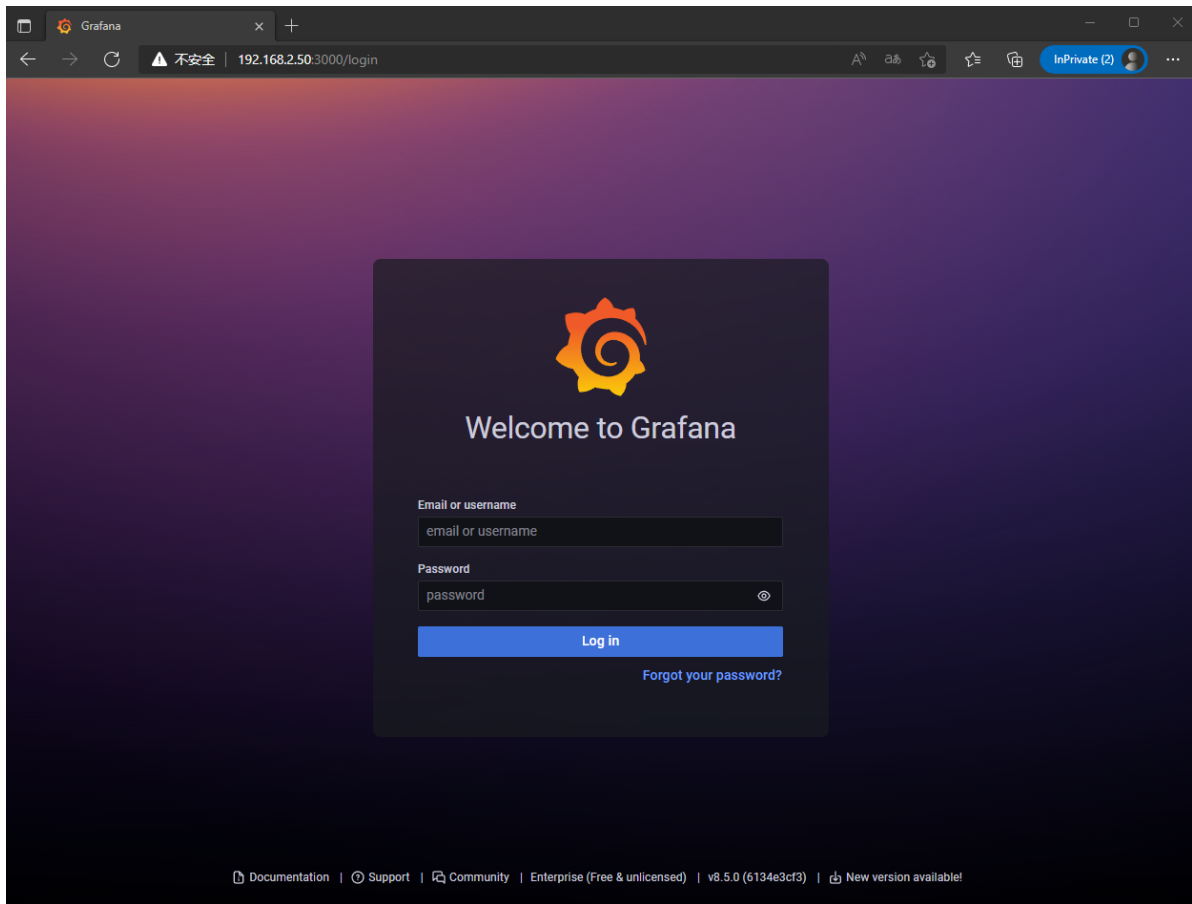 Grafana
不安全 | 192.168.2.50:3000/login
InPrivate (2)
Welcome to Grafana
Email or username
email or username
Password
password
Log in
Forgot your password?
Documentation | Support | Community | Enterprise (Free & unlicensed) | v8.5.0 (6134e3cf3) | New version available!